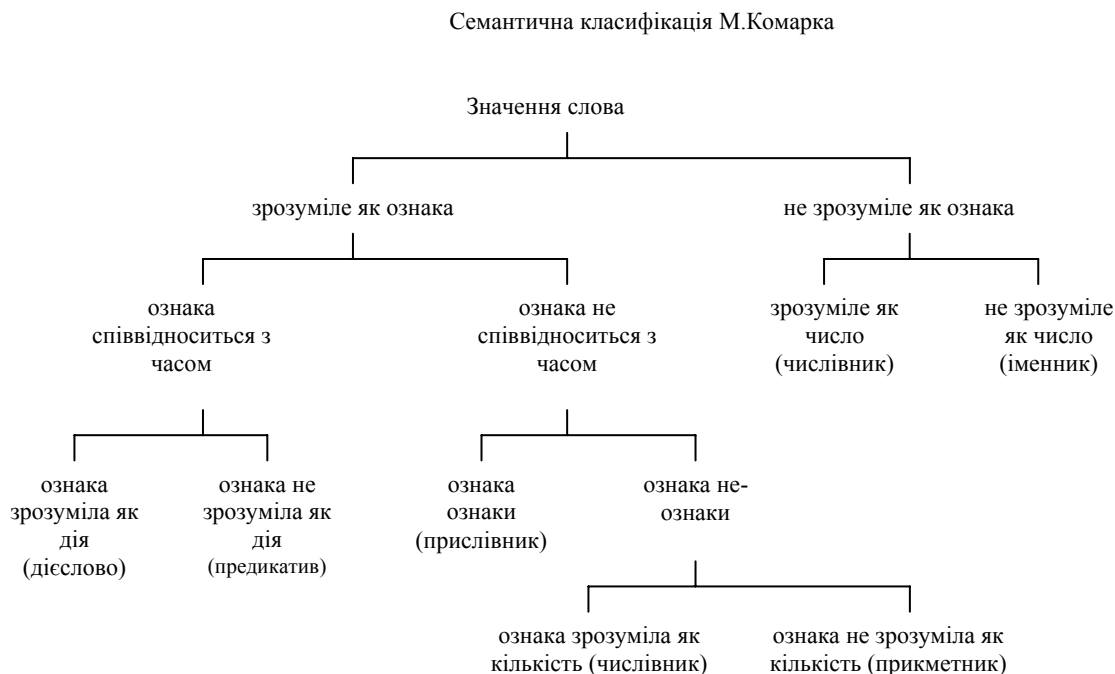 Семантична класифікація М.Комарка
Значення слова
зрозуміле як ознака
не зрозуміле як ознака
ознака
співвідноситься з
часом
ознака не
співвідноситься з
часом
зрозуміле як
число
(числівник)
не зрозуміле
як число
(іменник)
ознака
зрозуміла як
дія
(дієслово)
ознака не
зрозуміла як
дія
(предикатив)
ознака
ознаки
(прислівник)
ознака не-
ознаки
ознака зрозуміла як
кількість (числівник)
ознака не зрозуміла як
кількість (прикметник)